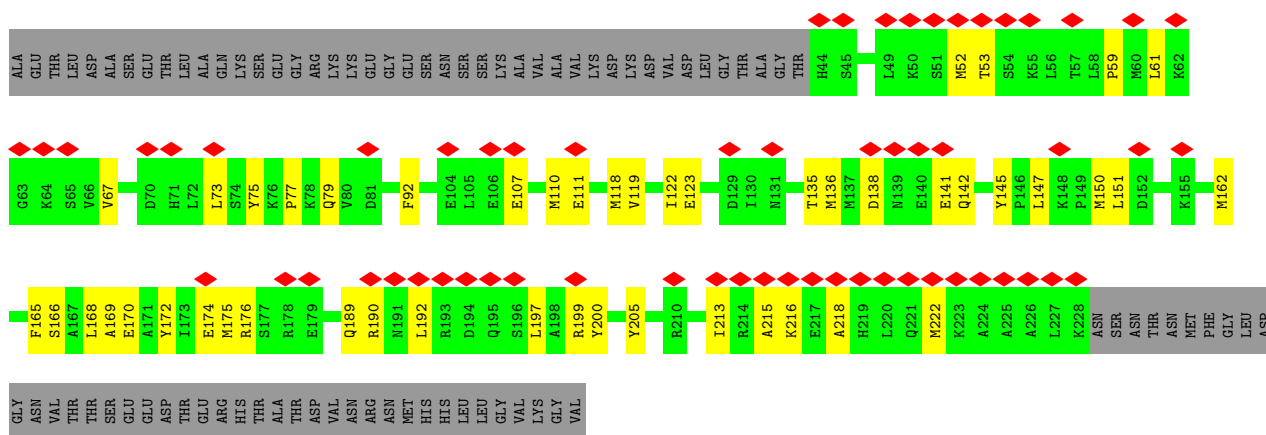 ALA GLU THR LEU ASP ALA SER GLU THR LEU ALA GLN LYS SER GLU GLY ARG LYS LYS GLU GLY GLU SER ASN SER SER LYS ALA VAL ALA VAL LYS ASP LYS ASP VAL ASP LEU GLY THR ALA GLY THR H44 S45 L49 K50 S51 M52 T53 S54 K55 L56 T57 L58 P59 M60 L61 K62
G63 K64 S65 V66 V67 D70 H71 L72 L73 S74 Y75 K76 P77 K78 Q79 V80 D81 F92 E104 L105 E106 E107 M110 E111 M118 V119 I122 E123 D129 I130 N131 T135 M136 M137 D138 N139 E140 E141 Q142 Y145 P146 L147 K148 P149 M150 L151 D152 K155 M162
F165 S166 A167 L168 A169 E170 A171 Y172 I173 E174 M175 R176 S177 R178 E179 Q189 R190 N191 L192 R193 D194 Q195 S196 L197 A198 R199 Y200 Y205 R210 I213 R214 A215 K216 E217 A218 H219 L220 Q221 M222 K223 A224 A225 A226 L227 K228 ASN SER ASN THR ASN MET PHE GLY LEU ASP
GLY ASN VAL THR THR SER GLU GLU ASP THR GLU ARG HIS THR ALA THR ASP VAL ASN ARG ASN MET HIS HIS LEU LEU GLY VAL LYS GLY VAL